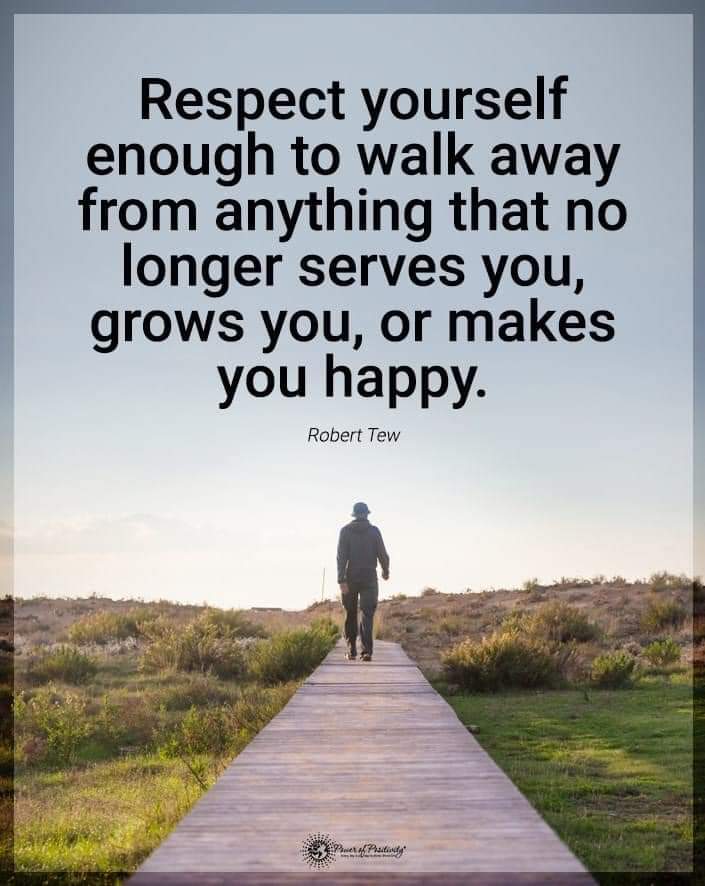 Respect yourself
enough to walk away
from anything that no
longer serves you,
grows you, or makes
you happy.
Robert Tew
Power of Positivity